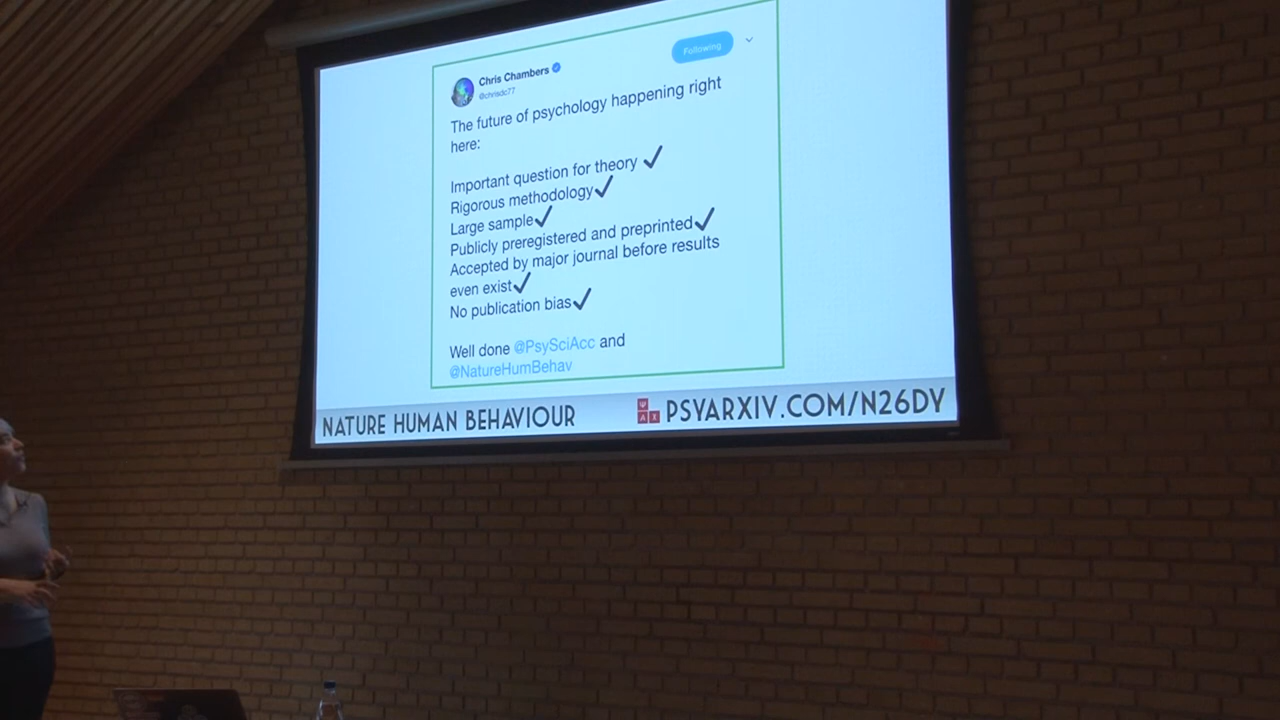 Chris Chambers
@chrisdc77
Following
The future of psychology happening right
here:
Important question for theory ✓
Rigorous methodology✓
Large sample✓
Publicly preregistered and preprinted✓
Accepted by major journal before results
even exist✓
No publication bias✓
Well done @PsySciAcc and
@NatureHumBehav
NATURE HUMAN BEHAVIOUR
PSYARXIV.COM/N26DY